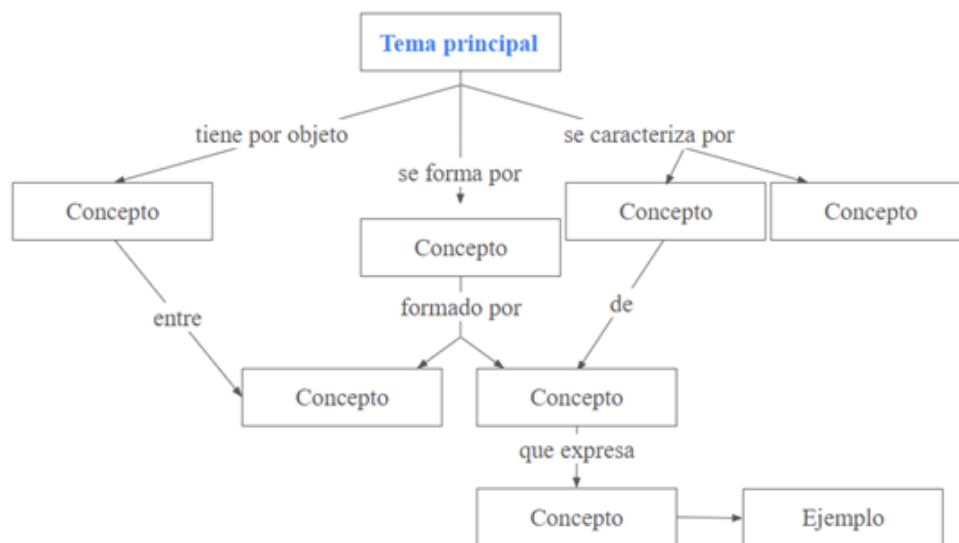 Tema principal
tiene por objeto
se caracteriza por
se forma por
Concepto
Concepto
Concepto
Concepto
entre
formado por
de
Concepto
Concepto
que expresa
Concepto
Ejemplo